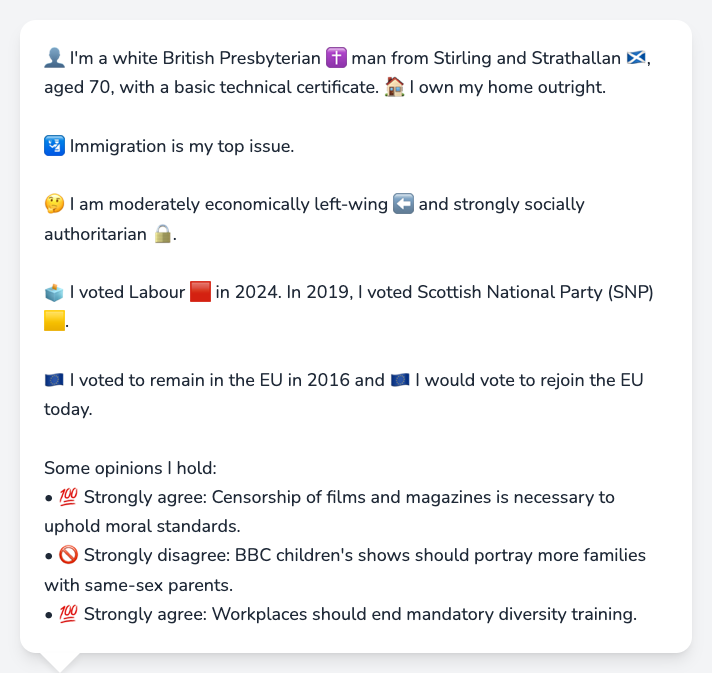 👤 I'm a white British Presbyterian ✝️ man from Stirling and Strathallan 🏴󠁧󠁢󠁳󠁣󠁴󠁿,
aged 70, with a basic technical certificate. 🏠 I own my home outright.
🛂 Immigration is my top issue.
🤔 I am moderately economically left-wing ⬅️ and strongly socially
authoritarian 🔒.
🗳️ I voted Labour 🟥 in 2024. In 2019, I voted Scottish National Party (SNP)
🟨.
🇪🇺 I voted to remain in the EU in 2016 and 🇪🇺 I would vote to rejoin the EU
today.
Some opinions I hold:
• 💯 Strongly agree: Censorship of films and magazines is necessary to
uphold moral standards.
• 🚫 Strongly disagree: BBC children's shows should portray more families
with same-sex parents.
• 💯 Strongly agree: Workplaces should end mandatory diversity training.